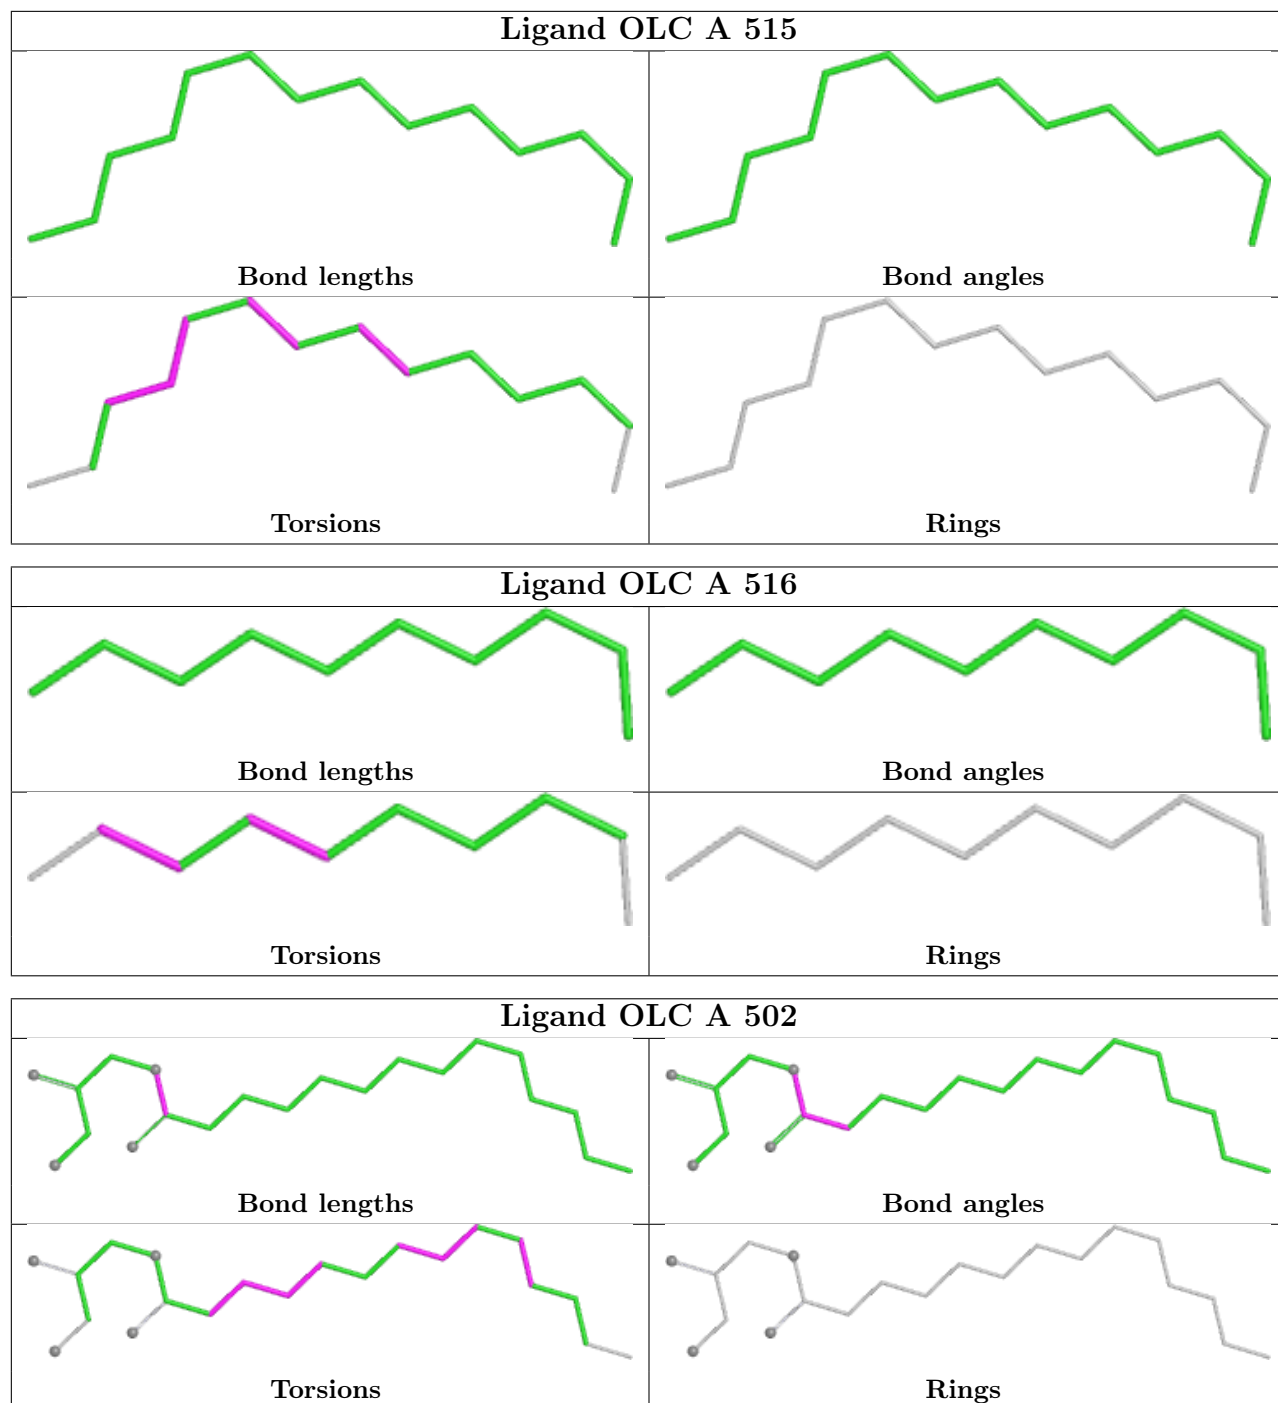 Ligand OLC A 515
Bond lengths
Bond angles
Torsions
Rings
Ligand OLC A 516
Bond lengths
Bond angles
Torsions
Rings
Ligand OLC A 502
Bond lengths
Bond angles
Torsions
Rings